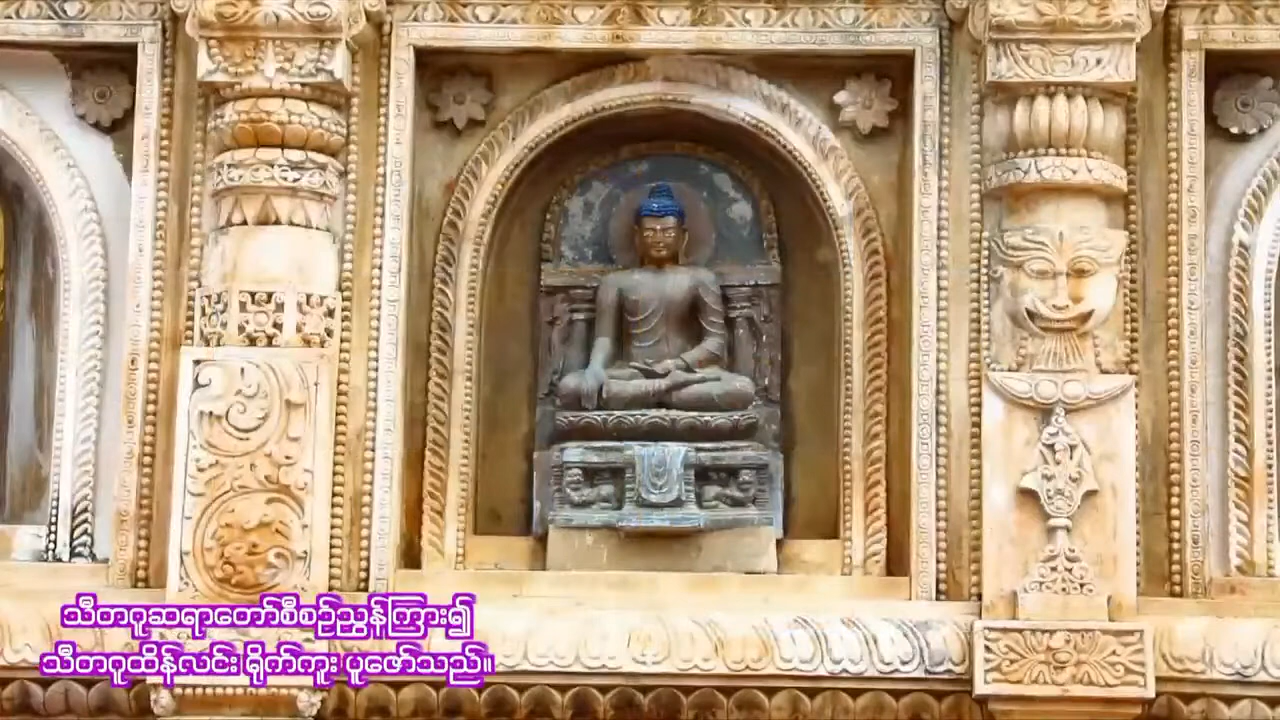 သီတဂူဆရာတော်စီစဉ်ညွှန်ကြား၍
သီတဂူထိန်လင်း ရိုက်ကူး ပူဇော်သည်။